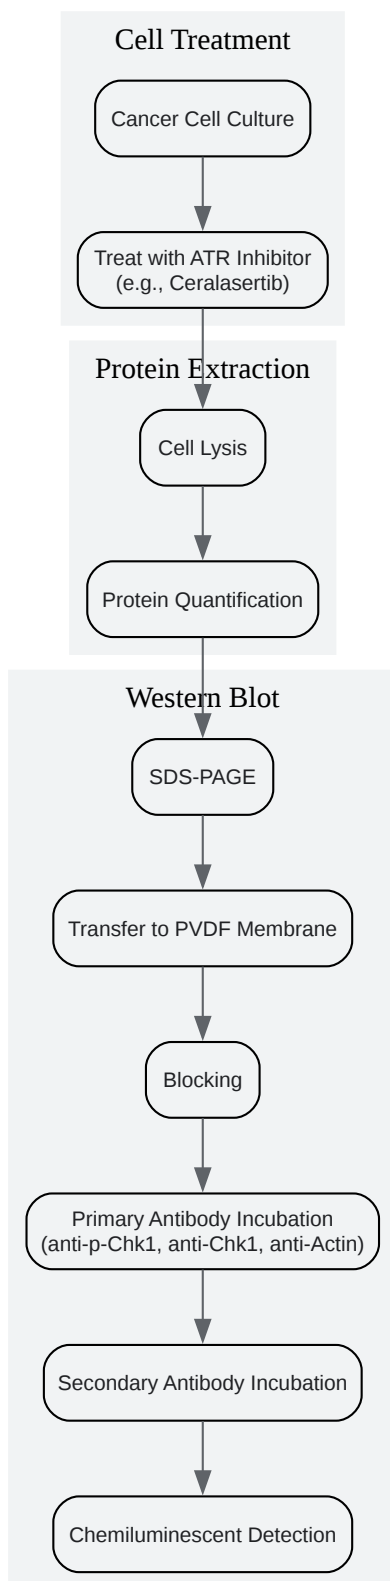 Cell Treatment
Cancer Cell Culture
Treat with ATR Inhibitor
(e.g., Ceralasertib)
Protein Extraction
Cell Lysis
Protein Quantification
Western Blot
SDS-PAGE
Transfer to PVDF Membrane
Blocking
Primary Antibody Incubation
(anti-p-Chk1, anti-Chk1, anti-Actin)
Secondary Antibody Incubation
Chemiluminescent Detection